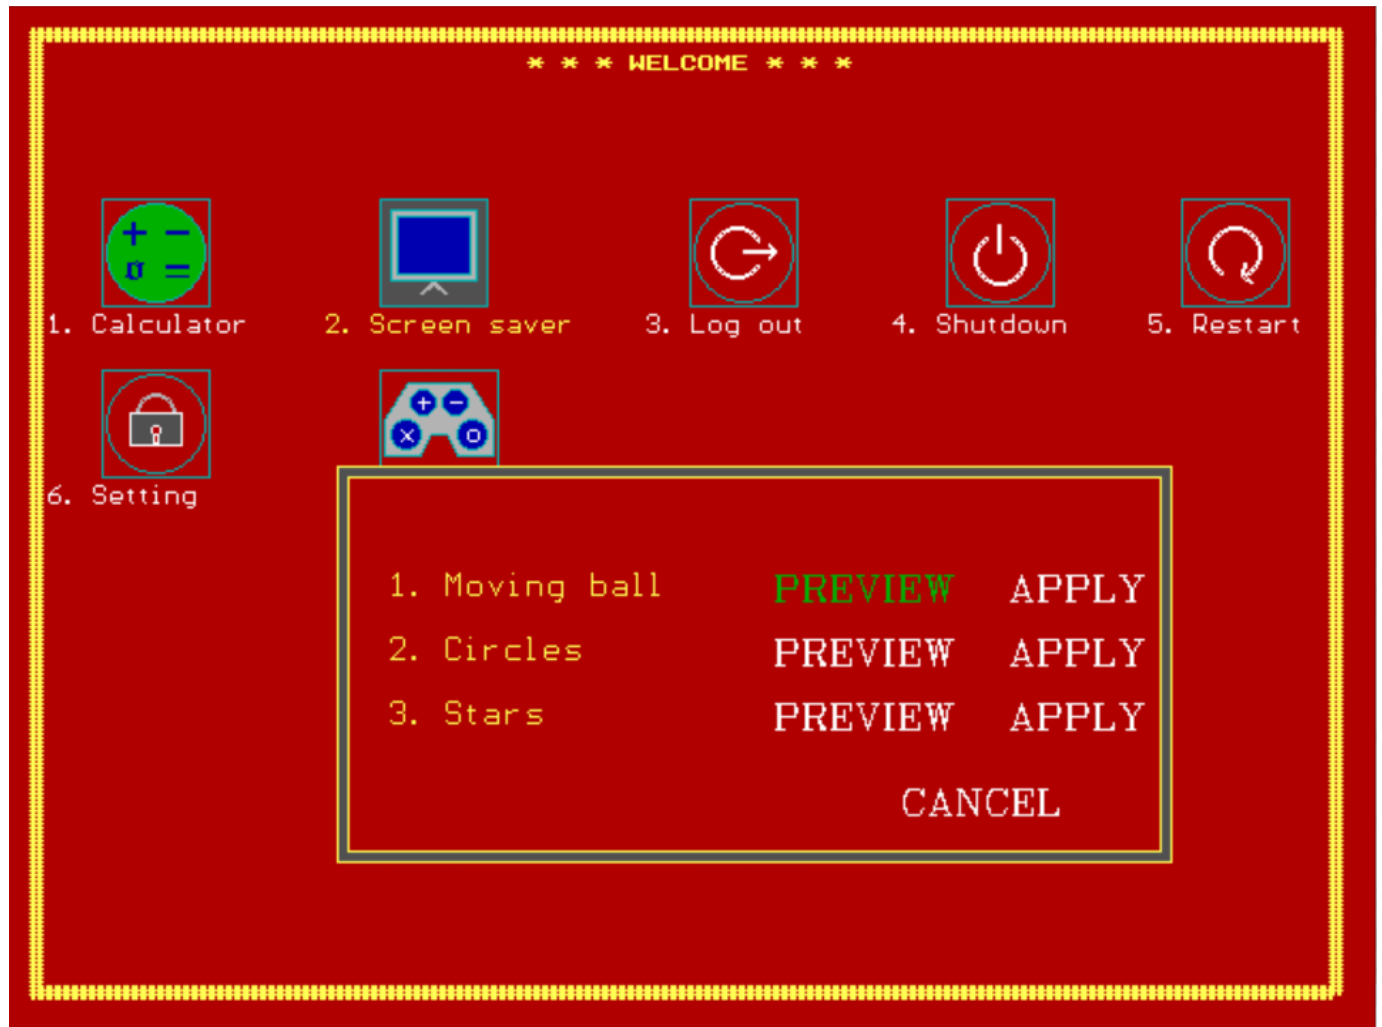 * * * WELCOME * * *
1. Calculator 2. Screen saver 3. Log out 4. Shutdown 5. Restart
6. Setting
1. Moving ball PREVIEW APPLY
2. Circles PREVIEW APPLY
3. Stars PREVIEW APPLY
CANCEL